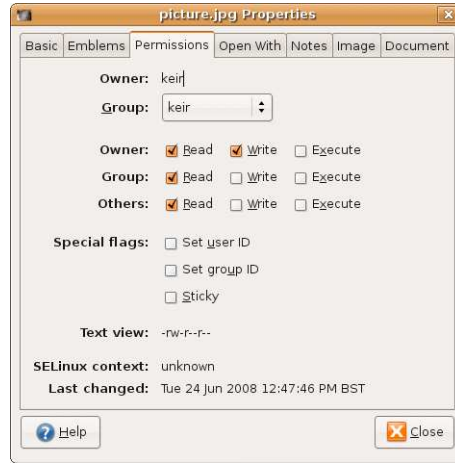 picture.jpg Properties
Basic Emblems Permissions Open With Notes Image Document
Owner: keir
Group: keir
Owner: Read Write Execute
Group: Read Write Execute
Others: Read Write Execute
Special flags: Set user ID
Set group ID
Sticky
Text view: -rw-r--r--
SELinux context: unknown
Last changed: Tue 24 Jun 2008 12:47:46 PM BST
Help Close